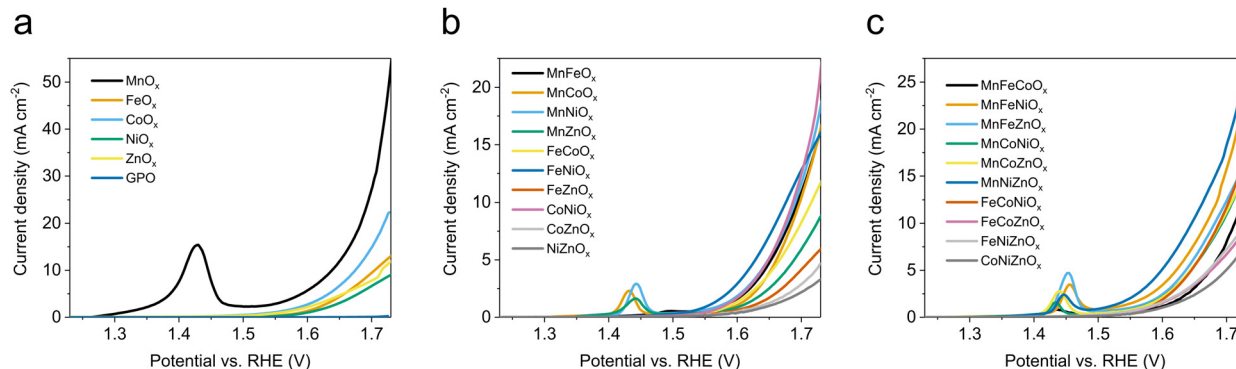 a
Current density (mA cm⁻²)
50
40
30
20
10
0
MnOₓ
FeOₓ
CoOₓ
NiOₓ
ZnOₓ
GPO
1.3 1.4 1.5 1.6 1.7
Potential vs. RHE (V)
b
Current density (mA cm⁻²)
20
15
10
5
0
MnFeOₓ
MnCoOₓ
MnNiOₓ
MnZnOₓ
FeCoOₓ
FeNiOₓ
FeZnOₓ
CoNiOₓ
CoZnOₓ
NiZnOₓ
1.3 1.4 1.5 1.6 1.7
Potential vs. RHE (V)
c
Current density (mA cm⁻²)
25
20
15
10
5
0
MnFeCoOₓ
MnFeNiOₓ
MnFeZnOₓ
MnCoNiOₓ
MnCoZnOₓ
MnNiZnOₓ
FeCoNiOₓ
FeCoZnOₓ
FeNiZnOₓ
CoNiZnOₓ
1.3 1.4 1.5 1.6 1.7
Potential vs. RHE (V)